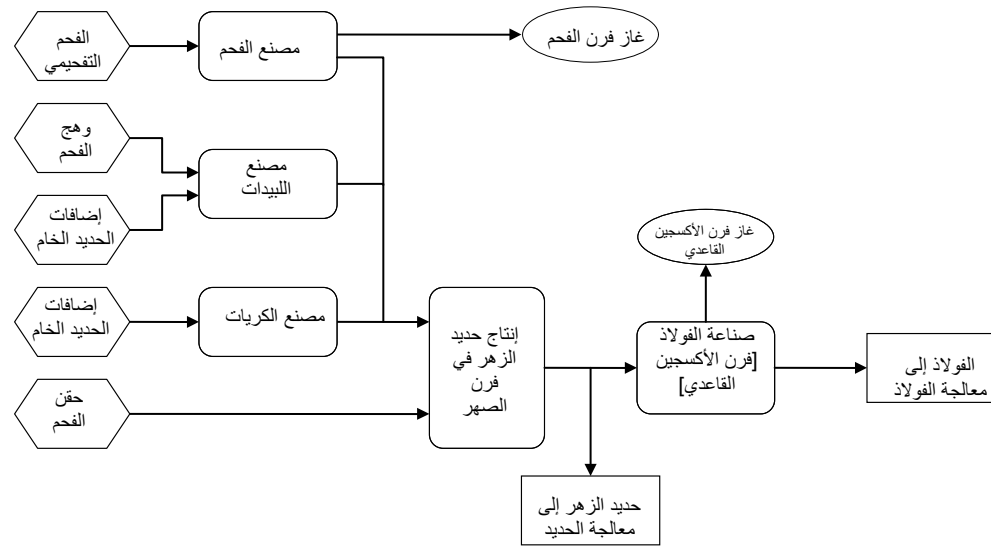 الفحم
التفحيمي
مصنع الفحم
غاز فرن الفحم
وهج
الفحم
مصنع
اللبيدات
إضافات
الحديد الخام
غاز فرن الأكسجين
القاعدي
إضافات
الحديد الخام
مصنع الكريات
إنتاج حديد
الزهر في
فرن
الصهر
صناعة الفولاذ
[فرن الأكسجين
القاعدي]
الفولاذ إلى
معالجة الفولاذ
حقن
الفحم
حديد الزهر إلى
معالجة الحديد